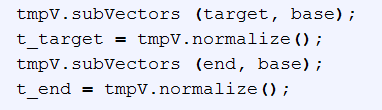 tmpV.subVectors (target, base);
t_target = tmpV.normalize();
tmpV.subVectors (end, base);
t_end = tmpV.normalize();